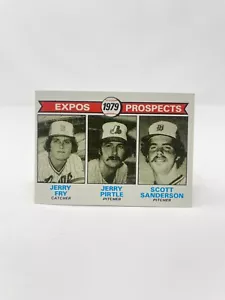 EXPOS 1979 PROSPECTS
JERRY FRY JERRY PIRTLE SCOTT SANDERSON
CATCHER PITCHER PITCHER